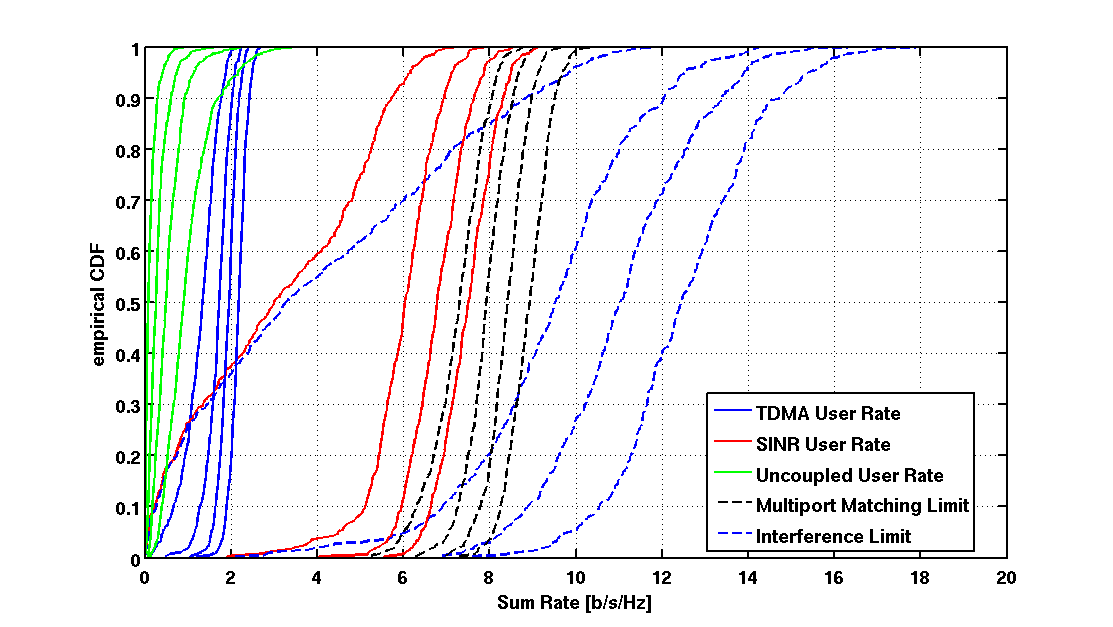 1
0.9
0.8
0.7
0.6
0.5
0.4
0.3
0.2
0.1
0
empirical CDF
TDMA User Rate
SINR User Rate
Uncoupled User Rate
Multiport Matching Limit
Interference Limit
0 2 4 6 8 10 12 14 16 18 20
Sum Rate [b/s/Hz]